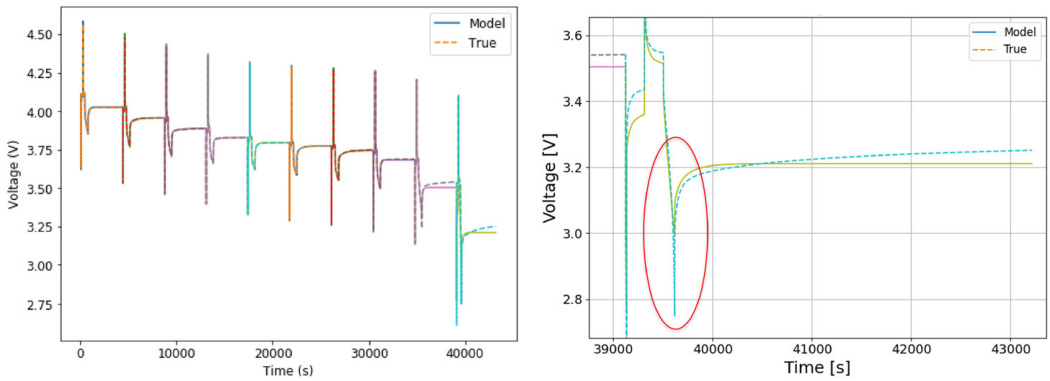 Voltage (V)
4.50
4.25
4.00
3.75
3.50
3.25
3.00
2.75
0
10000
20000
30000
40000
Time (s)
Model
True
Voltage [V]
3.6
3.4
3.2
3.0
2.8
39000
40000
41000
42000
43000
Time [s]
Model
True